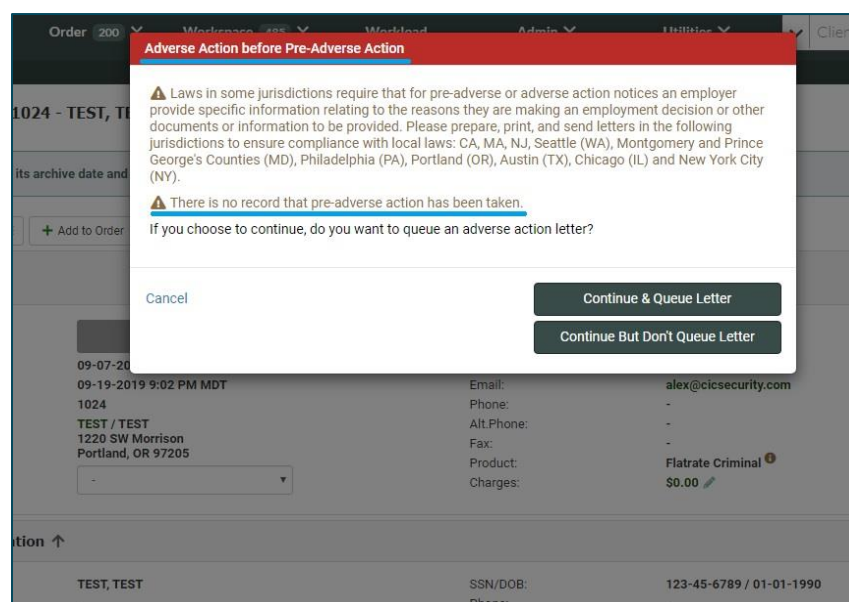 Order 200
Workspace 485
Workload
Admin
Utilities
Clien
Adverse Action before Pre-Adverse Action
1024 - TEST, TE
Laws in some jurisdictions require that for pre-adverse or adverse action notices an employer
provide specific information relating to the reasons they are making an employment decision or other
documents or information to be provided. Please prepare, print, and send letters in the following
jurisdictions to ensure compliance with local laws: CA, MA, NJ, Seattle (WA), Montgomery and Prince
George's Counties (MD), Philadelphia (PA), Portland (OR), Austin (TX), Chicago (IL) and New York City
(NY).
its archive date and
There is no record that pre-adverse action has been taken.
+ Add to Order
If you choose to continue, do you want to queue an adverse action letter?
Cancel
Continue & Queue Letter
Continue But Don't Queue Letter
09-07-20
09-19-2019 9:02 PM MDT
Email: alex@cicsecurity.com
1024
Phone: -
TEST / TEST
Alt.Phone: -
1220 SW Morrison
Fax: -
Portland, OR 97205
Product: Flatrate Criminal
-
Charges: $0.00
ation ↑
TEST, TEST
SSN/DOB: 123-45-6789 / 01-01-1990